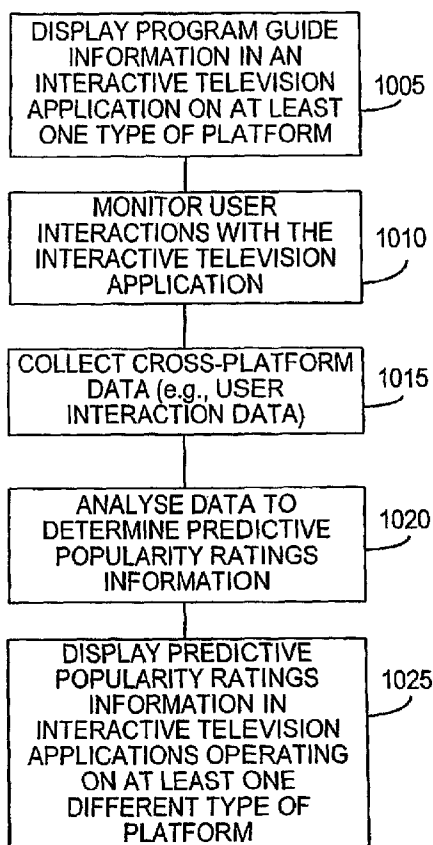 DISPLAY PROGRAM GUIDE
INFORMATION IN AN
INTERACTIVE TELEVISION
APPLICATION ON AT LEAST
ONE TYPE OF PLATFORM
1005
MONITOR USER
INTERACTIONS WITH THE
INTERACTIVE TELEVISION
APPLICATION
1010
COLLECT CROSS-PLATFORM
DATA (e.g., USER
INTERACTION DATA)
1015
ANALYSE DATA TO
DETERMINE PREDICTIVE
POPULARITY RATINGS
INFORMATION
1020
DISPLAY PREDICTIVE
POPULARITY RATINGS
INFORMATION IN
INTERACTIVE TELEVISION
APPLICATIONS OPERATING
ON AT LEAST ONE
DIFFERENT TYPE OF
PLATFORM
1025